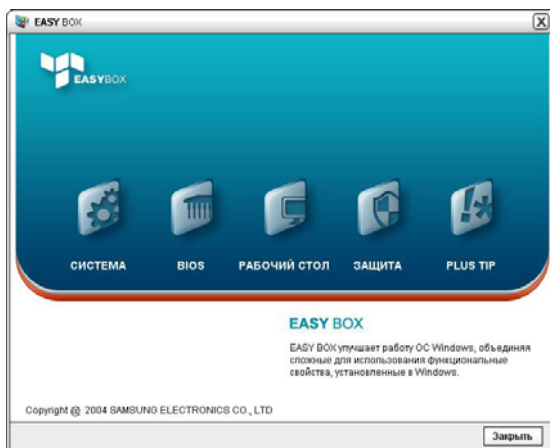 EASY BOX
EASYBOX
СИСТЕМА BIOS РАБОЧИЙ СТОЛ ЗАЩИТА PLUS TIP
EASY BOX
EASY BOX улучшает работу ОС Windows, объединяя
сложные для использования функциональные
свойства, установленные в Windows.
Copyright @ 2004 SAMSUNG ELECTRONICS CO., LTD
Закрыть